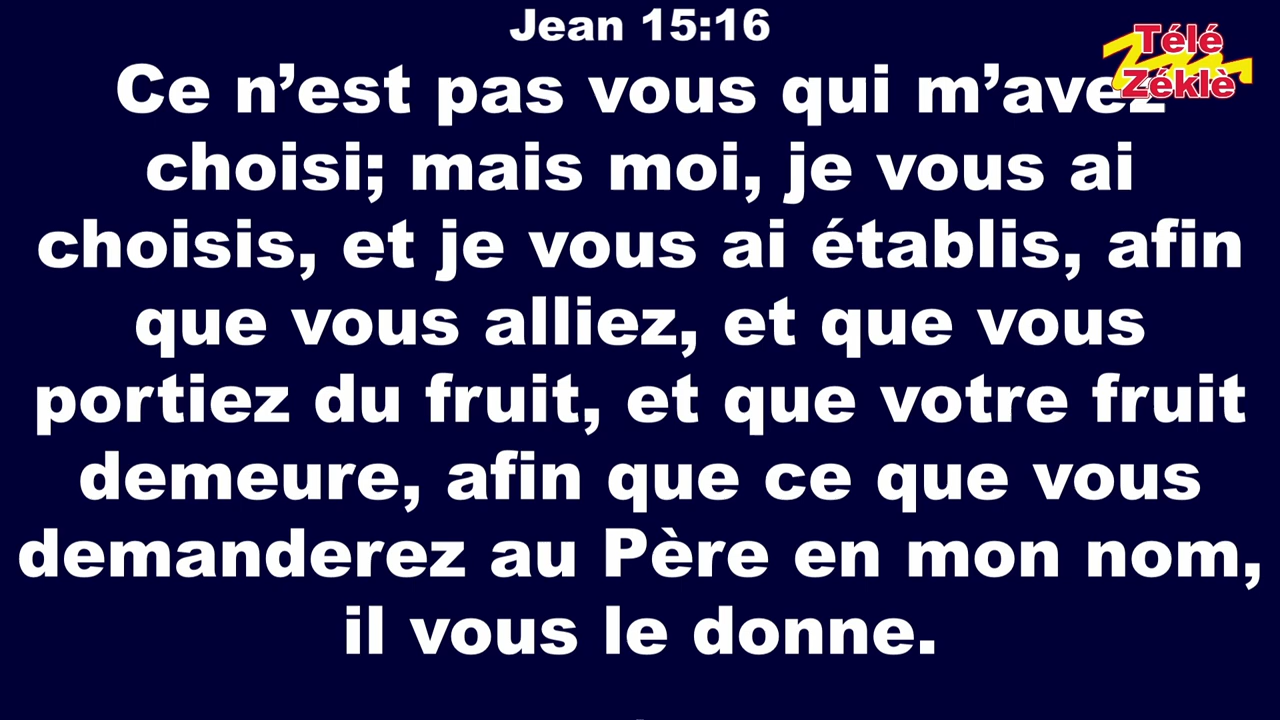 Jean 15:16
Télé
Zéklè
Ce n’est pas vous qui m’avez
choisi; mais moi, je vous ai
choisis, et je vous ai établis, afin
que vous alliez, et que vous
portiez du fruit, et que votre fruit
demeure, afin que ce que vous
demanderez au Père en mon nom,
il vous le donne.